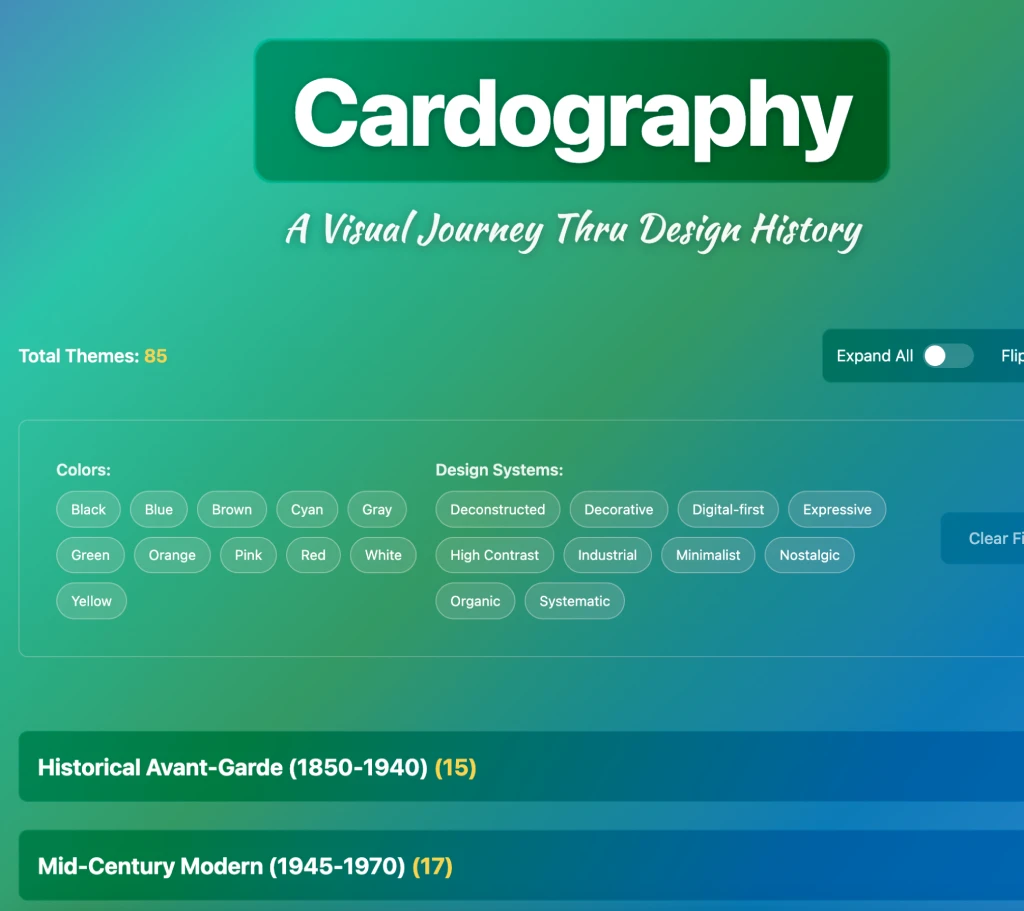 Cardography
A Visual Journey Thru Design History
Total Themes: 85
Expand All
Colors:
Black Blue Brown Cyan Gray
Green Orange Pink Red White
Yellow
Design Systems:
Deconstructed Decorative Digital-first Expressive
High Contrast Industrial Minimalist Nostalgic
Organic Systematic
Clear
Historical Avant-Garde (1850-1940) (15)
Mid-Century Modern (1945-1970) (17)